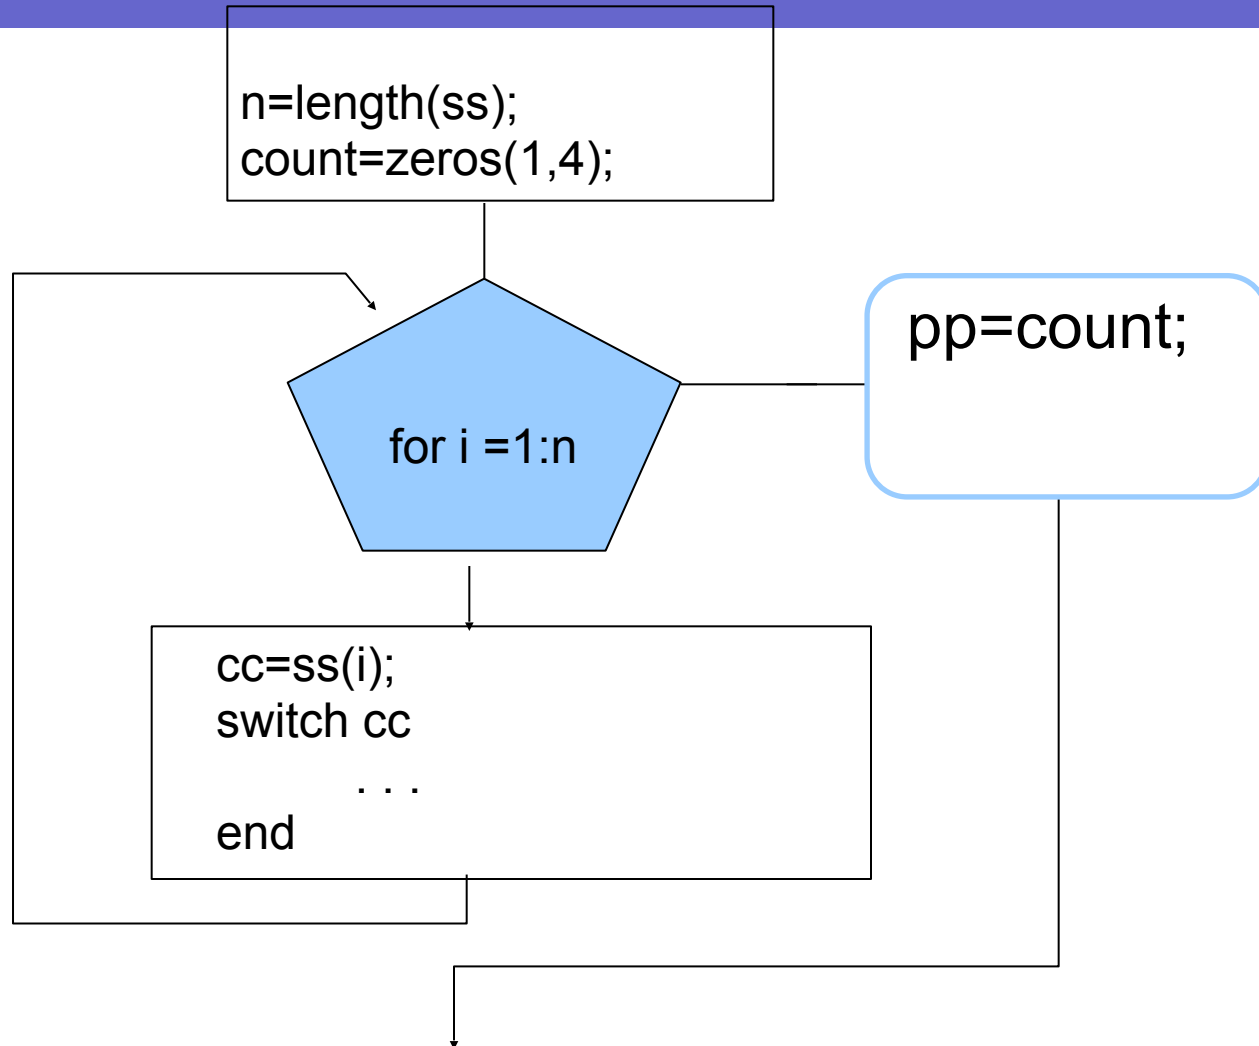 n=length(ss);
count=zeros(1,4);
pp=count;
for i =1:n
cc=ss(i);
switch cc
. . .
end